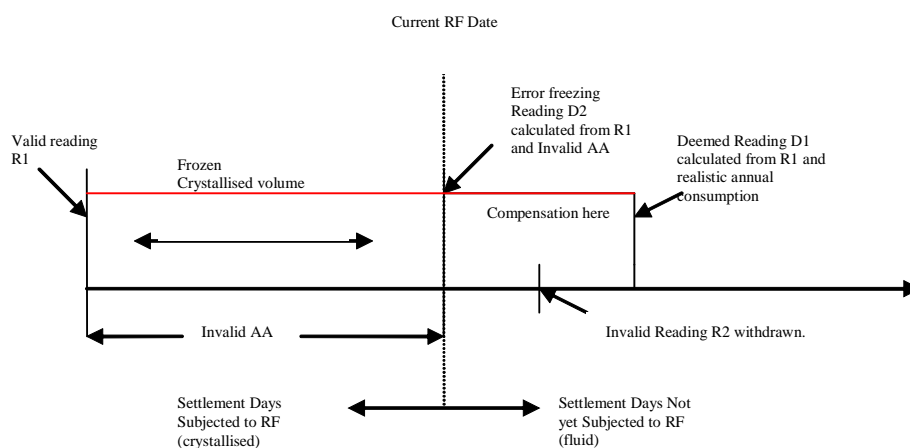 Current RF Date
Error freezing
Reading D2
calculated from R1
and Invalid AA
Valid reading
R1
Deemed Reading D1
calculated from R1 and
realistic annual
consumption
Frozen
Crystallised volume
Compensation here
Invalid AA
Invalid Reading R2 withdrawn.
Settlement Days
Subjected to RF
(crystallised)
Settlement Days Not
yet Subjected to RF
(fluid)